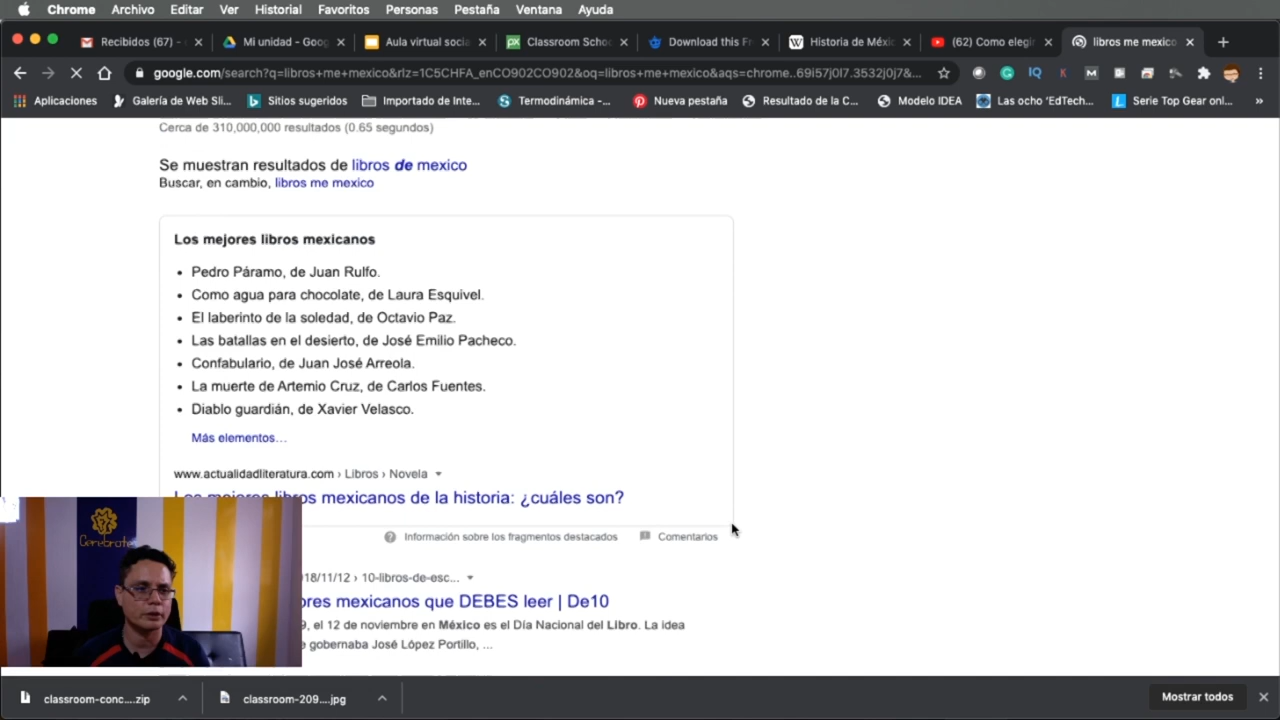 Chrome Archivo Editar Ver Historial Favoritos Personas Pestaña Ventana Ayuda
Recibidos (67) - Mi unidad - Goog Aula virtual socia Classroom Schoo Download this Fr Historia de Méxic (62) Como elegir libros me mexico
google.com/search?q=libros+me+mexico&rlz=1C5CHFA_enCO902CO902&oq=libros+me+mexico&aqs=chrome..69i57j0l7.3532j0j7&...
Aplicaciones Galería de Web Sli... Sitios sugeridos Importado de Inte... Termodinámica -... Nueva pestaña Resultado de la C... Modelo IDEA Las ocho ‘EdTech... Serie Top Gear onl... »
Cerca de 310,000,000 resultados (0.65 segundos)
Se muestran resultados de libros de mexico
Buscar, en cambio, libros me mexico
Los mejores libros mexicanos
• Pedro Páramo, de Juan Rulfo.
• Como agua para chocolate, de Laura Esquivel.
• El laberinto de la soledad, de Octavio Paz.
• Las batallas en el desierto, de José Emilio Pacheco.
• Confabulario, de Juan José Arreola.
• La muerte de Artemio Cruz, de Carlos Fuentes.
• Diablo guardián, de Xavier Velasco.
Más elementos...
www.actualidadliteratura.com › Libros › Novela
Los mejores libros mexicanos de la historia: ¿cuáles son?
Información sobre los fragmentos destacados Comentarios
18/11/12 › 10-libros-de-esc...
ores mexicanos que DEBES leer | De10
9, el 12 de noviembre en México es el Día Nacional del Libro. La idea
gobernaba José López Portillo, ...
classroom-conc....zip classroom-209....jpg Mostrar todos